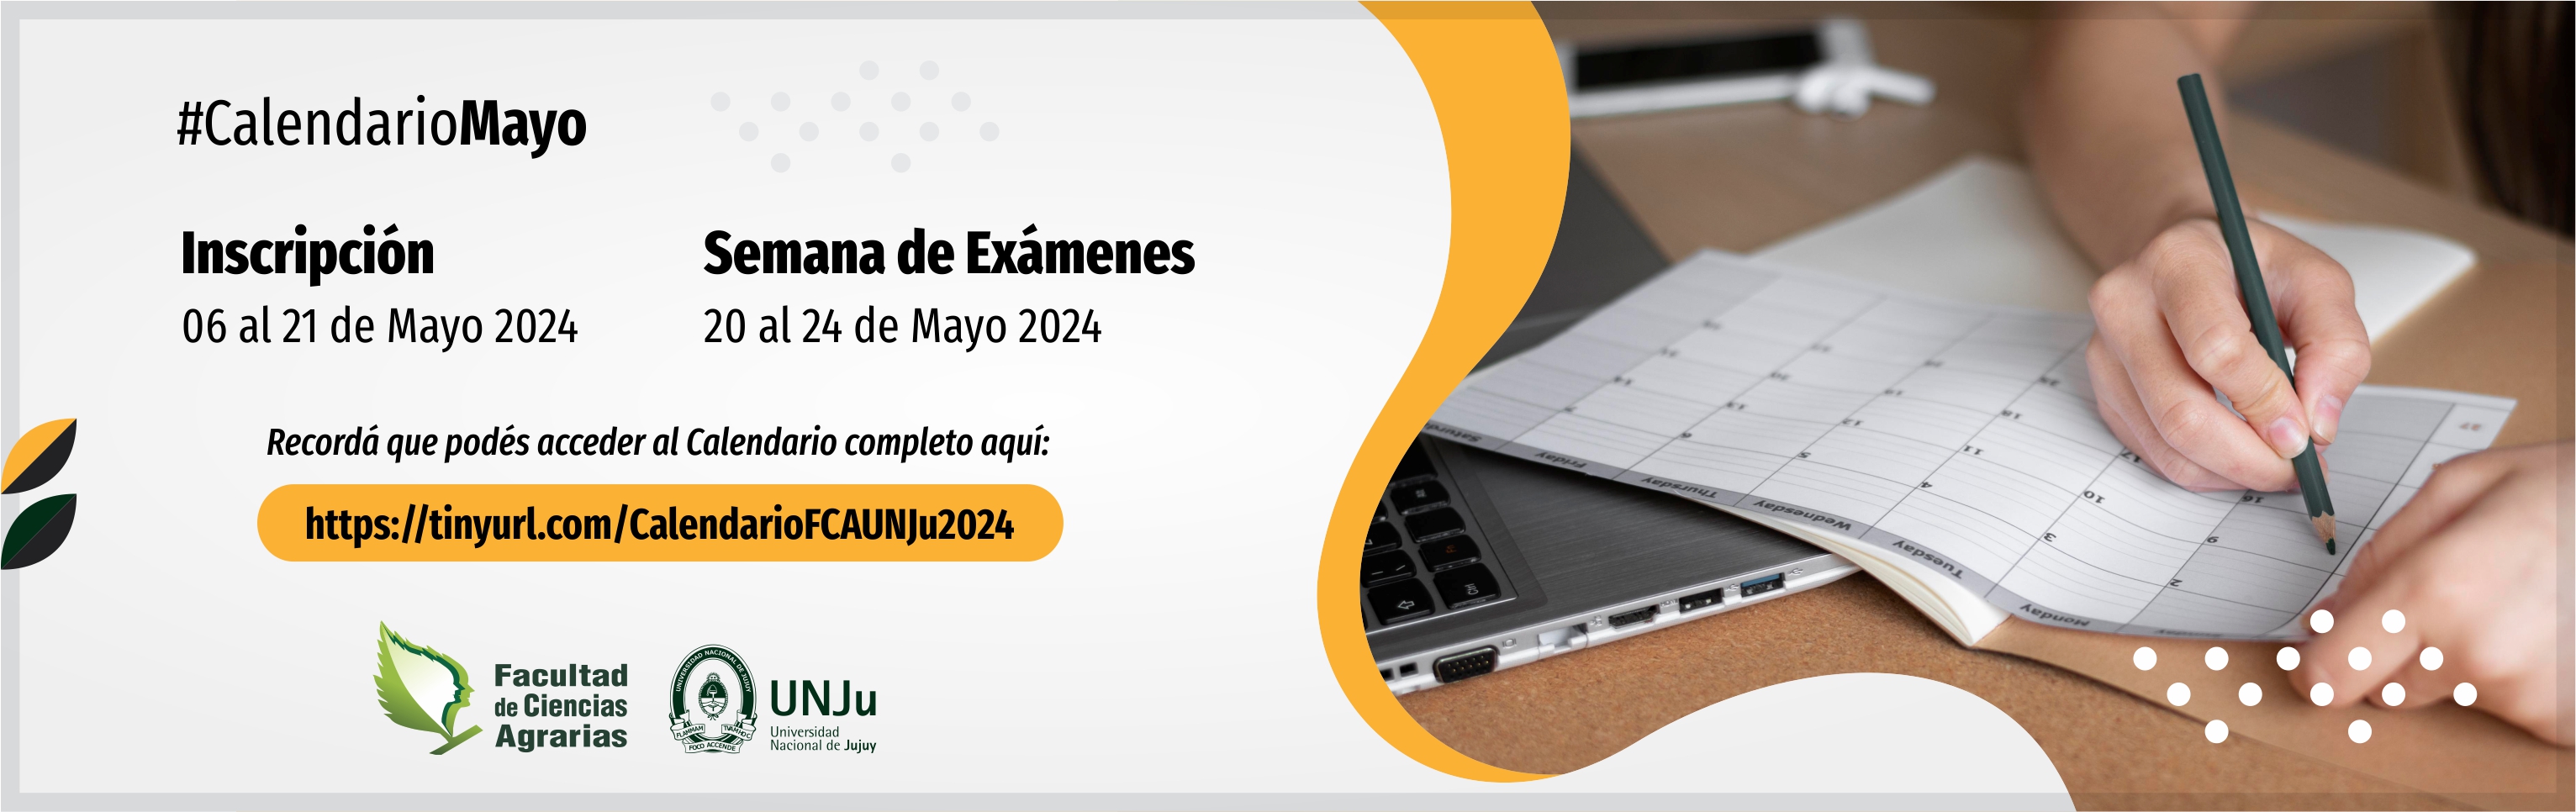 #CalendarioMayo
Inscripción
06 al 21 de Mayo 2024
Semana de Exámenes
20 al 24 de Mayo 2024
Recordá que podés acceder al Calendario completo aquí:
https://tinyurl.com/CalendarioFCAUNJu2024
Facultad
de Ciencias
Agrarias
UNIVERSIDAD NACIONAL DE JUJUY
FOCO ACCENDE
UNJu
Universidad
Nacional de Jujuy
Saturday
Friday
Thursday
Wednesday
Tuesday
Monday